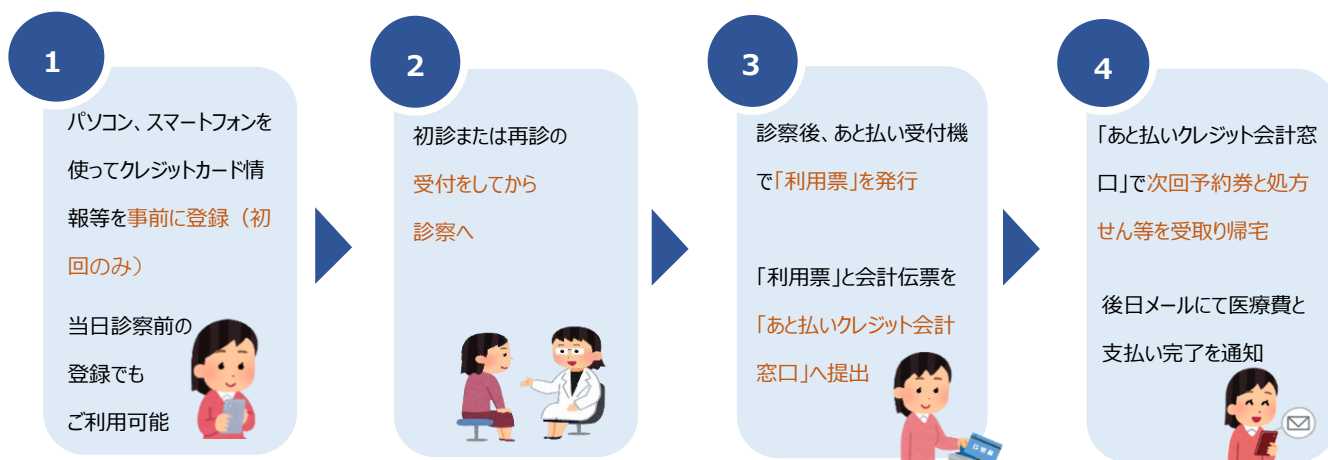 1
パソコン、スマートフォンを
使ってクレジットカード情
報等を事前に登録（初
回のみ）
当日診察前の
登録でも
ご利用可能
2
初診または再診の
受付をしてから
診察へ
3
診察後、あと払い受付機
で「利用票」を発行
「利用票」と会計伝票を
「あと払いクレジット会計
窓口」へ提出
4
「あと払いクレジット会計窓
口」で次回予約券と処方
せん等を受取り帰宅
後日メールにて医療費と
支払い完了を通知